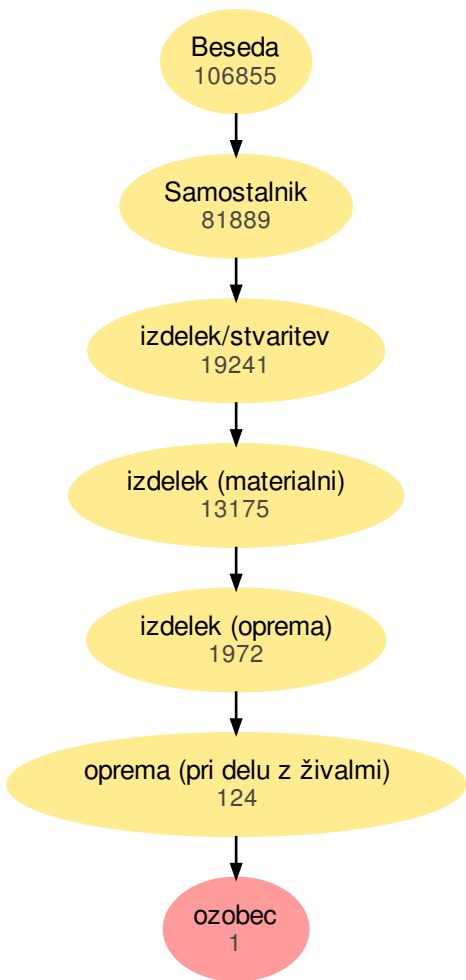 Beseda
106855
Samostalnik
81889
izdelek/stvaritev
19241
izdelek (materialni)
13175
izdelek (oprema)
1972
oprema (pri delu z živalmi)
124
ozobec
1